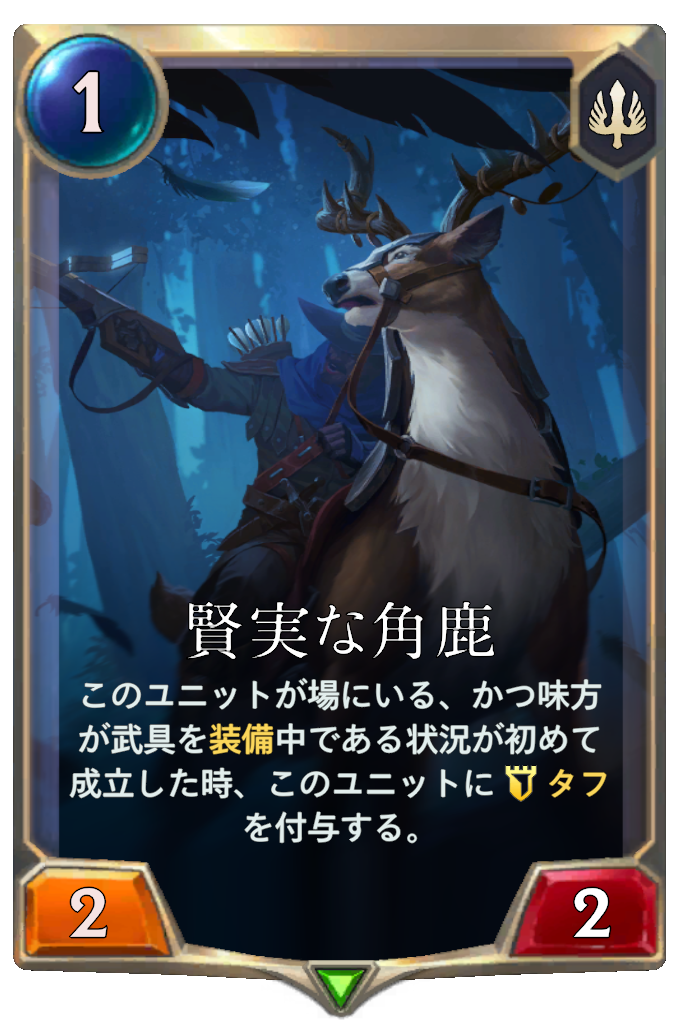 1
賢実な角鹿
このユニットが場にいる、かつ味方
が武具を装備中である状況が初めて
成立した時、このユニットに タフ
を付与する。
2
2